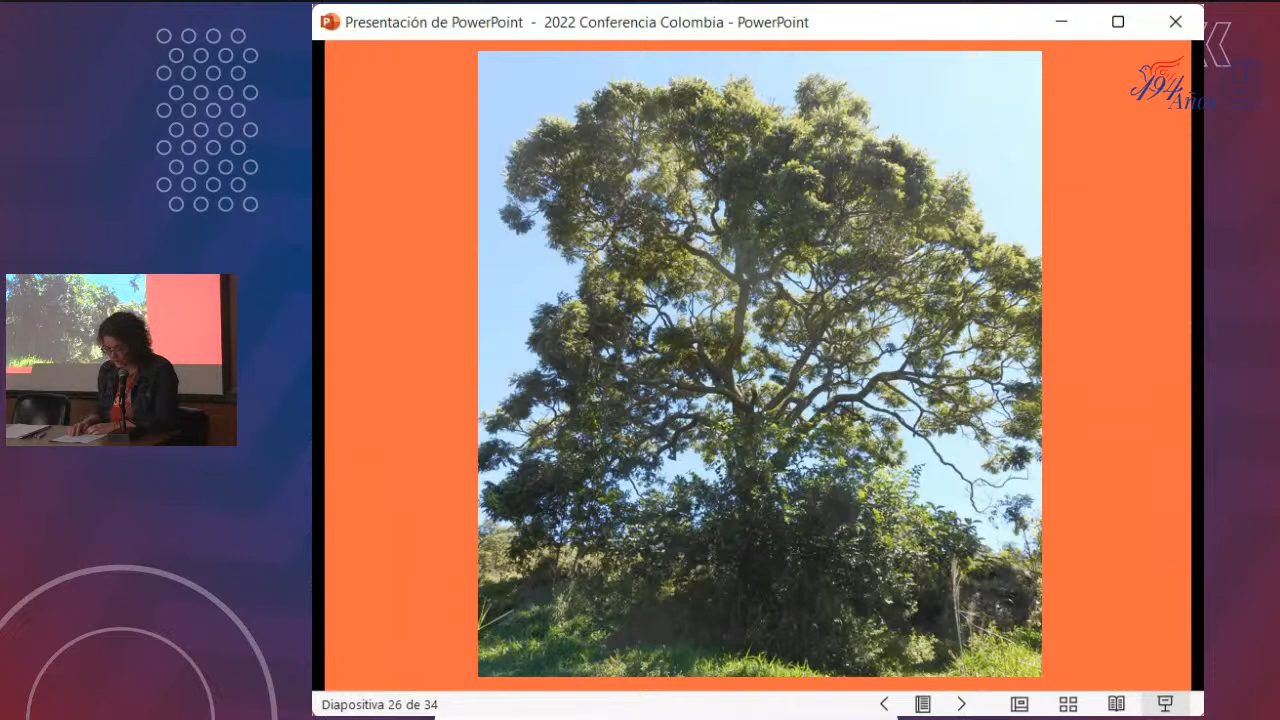 Presentación de PowerPoint - 2022 Conferencia Colombia - PowerPoint
194
Años
Diapositiva 26 de 34